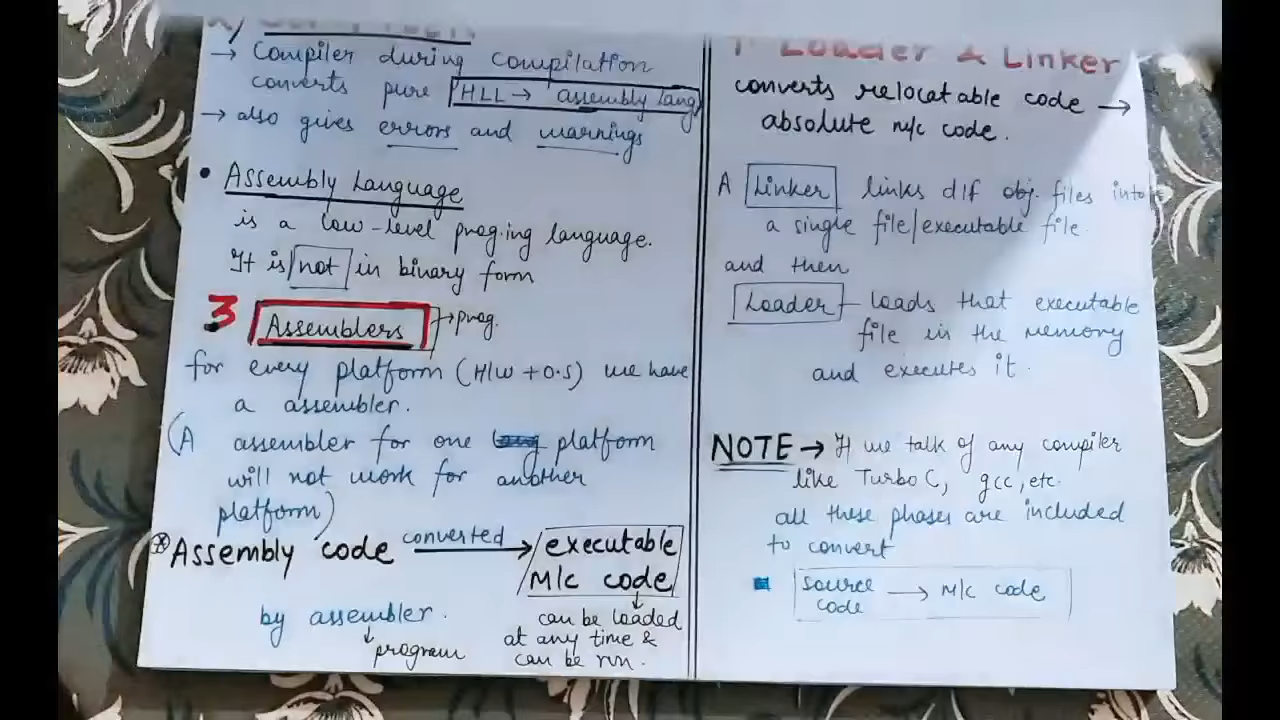 → Compiler during compilation
converts pure HLL → assembly lang
→ also gives errors and warnings
• Assembly Language
is a low-level prog.ing language.
It is not in binary form
3 Assemblers → prog.
for every platform (H/W + O.S) we have
a assembler.
(A assembler for one platform
will not work for another
platform)
* Assembly code converted → executable
M/c code
by assembler.
↓
program
↓
can be loaded
at any time &
can be run.
Loader & Linker
converts relocatable code →
absolute m/c code.
A Linker links dif obj. files into
a single file/executable file.
and then
Loader – loads that executable
file in the memory
and executes it.
NOTE → If we talk of any compiler
like Turbo C, gcc, etc.
all these phases are included
to convert
source code → M/c code